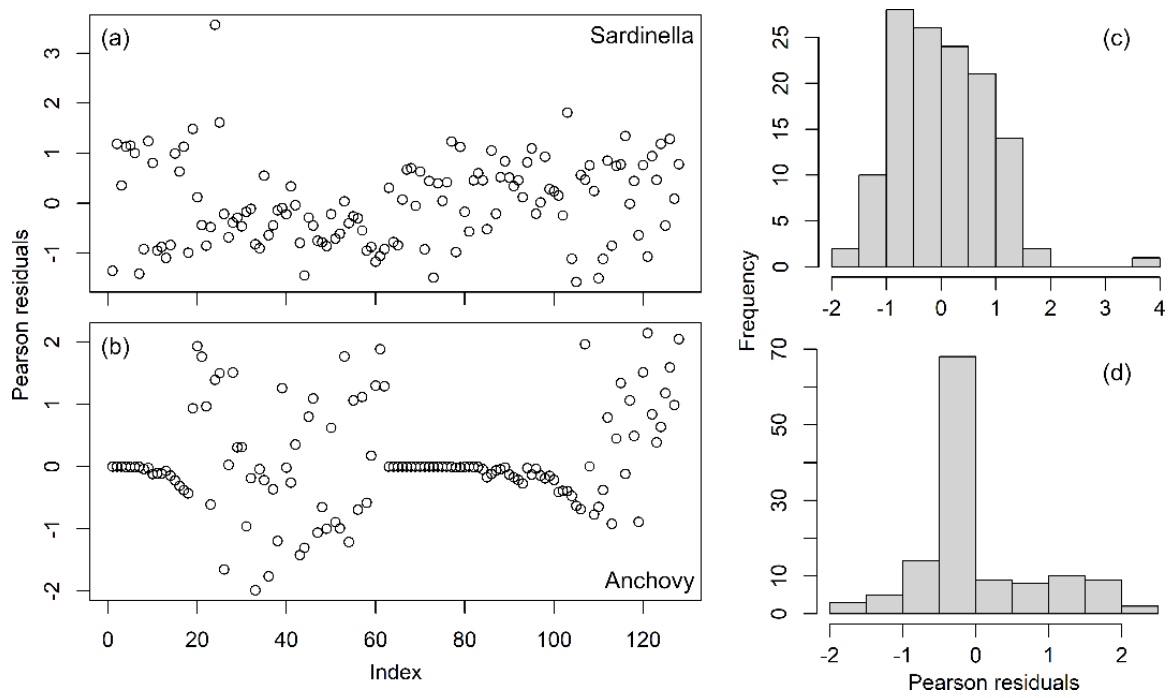 (a)
Sardinella
3
2
1
0
-1
(b)
2
1
0
-1
-2
Anchovy
0 20 40 60 80 100 120
Index
Pearson residuals
(c)
25
20
15
10
5
0
-2 -1 0 1 2 3 4
Frequency
(d)
70
50
30
10
0
-2 -1 0 1 2
Pearson residuals